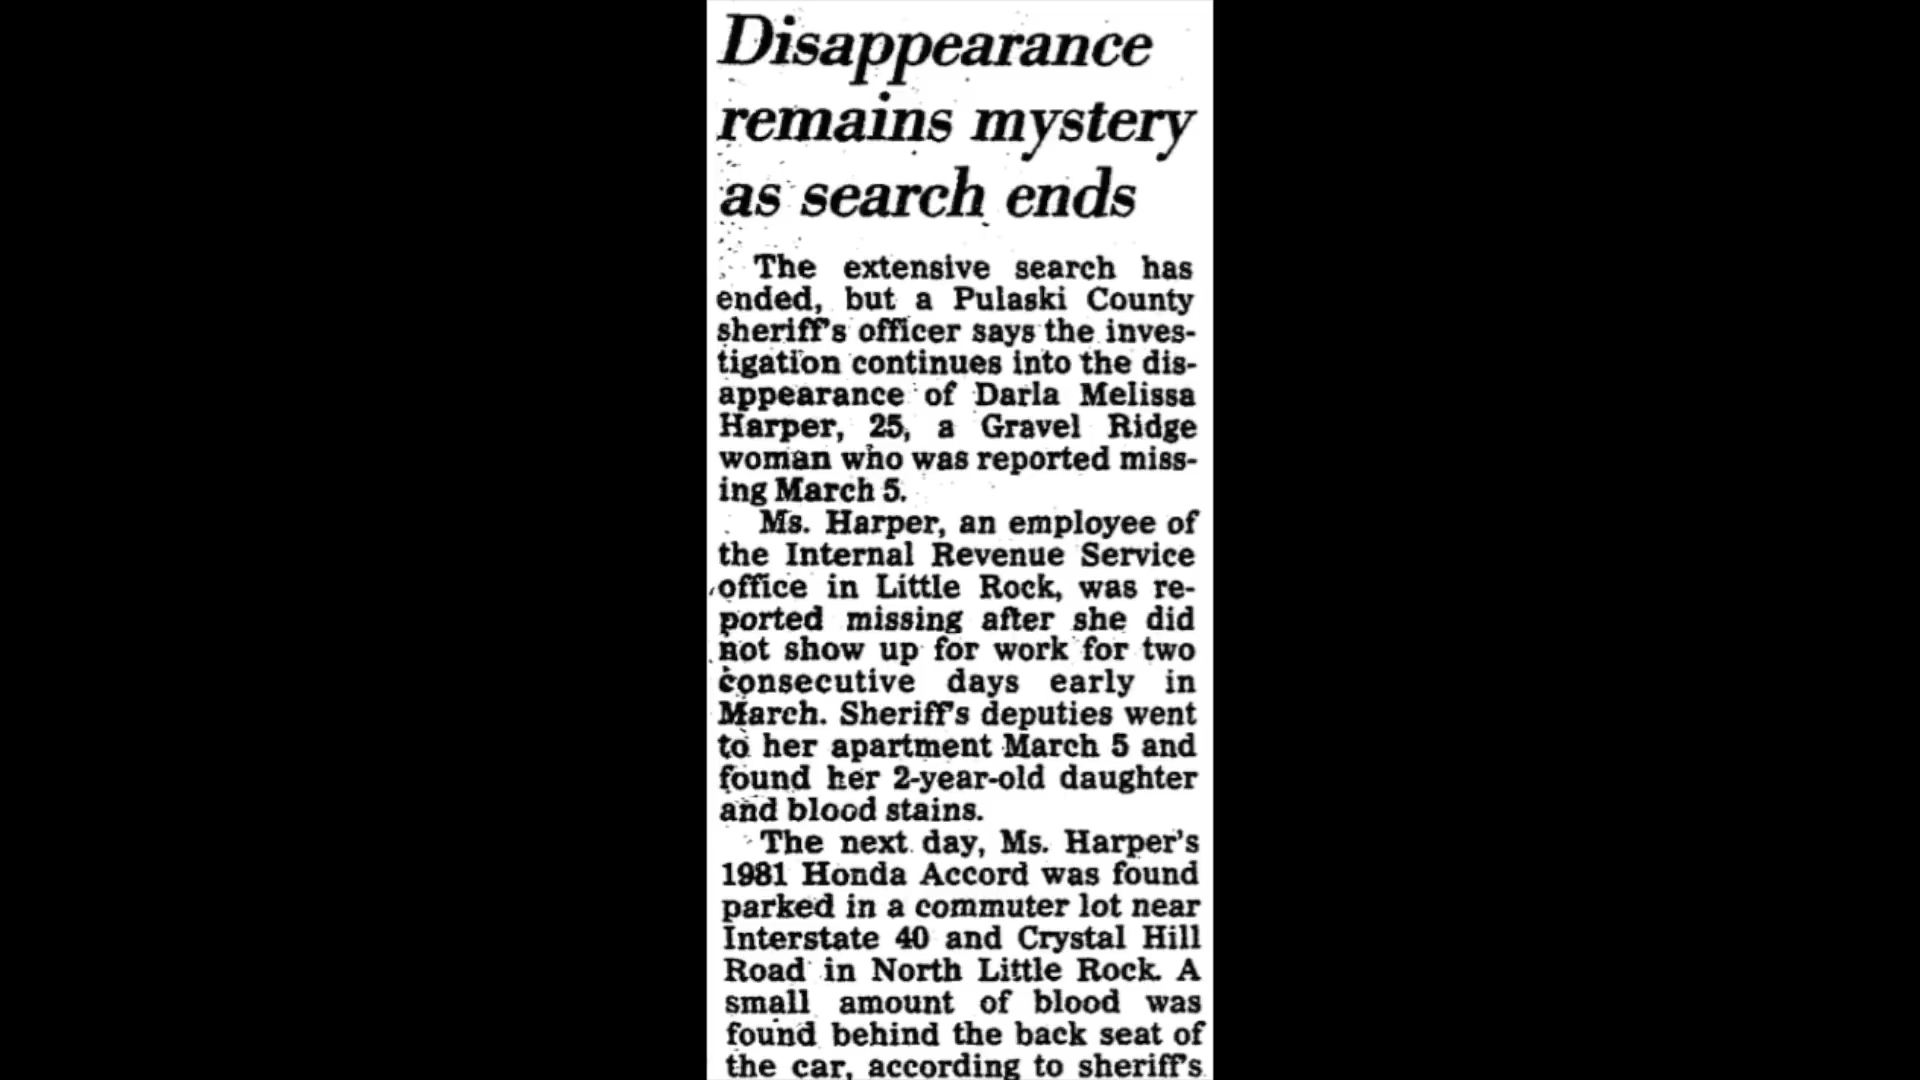 Disappearance
remains mystery
as search ends
The extensive search has
ended, but a Pulaski County
sheriff's officer says the inves-
tigation continues into the dis-
appearance of Darla Melissa
Harper, 25, a Gravel Ridge
woman who was reported miss-
ing March 5.
Ms. Harper, an employee of
the Internal Revenue Service
office in Little Rock, was re-
ported missing after she did
not show up for work for two
consecutive days early in
March. Sheriff's deputies went
to her apartment March 5 and
found her 2-year-old daughter
and blood stains.
The next day, Ms. Harper's
1981 Honda Accord was found
parked in a commuter lot near
Interstate 40 and Crystal Hill
Road in North Little Rock. A
small amount of blood was
found behind the back seat of
the car, according to sheriff's